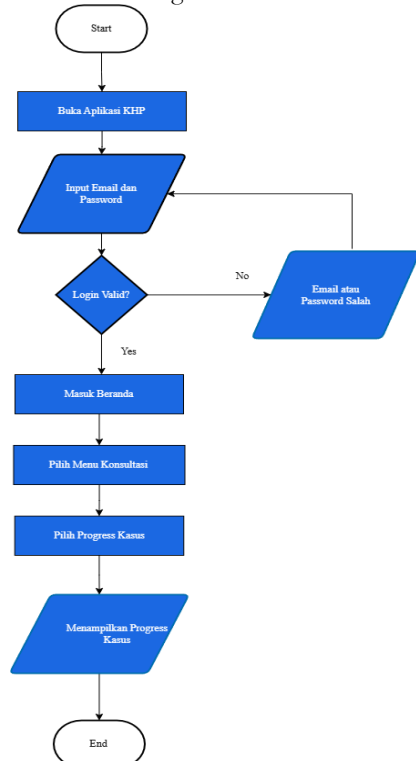 Start
Buka Aplikasi KHP
Input Email dan
Password
Login Valid?
No
Email atau
Password Salah
Yes
Masuk Beranda
Pilih Menu Konsultasi
Pilih Progress Kasus
Menampilkan Progress
Kasus
End